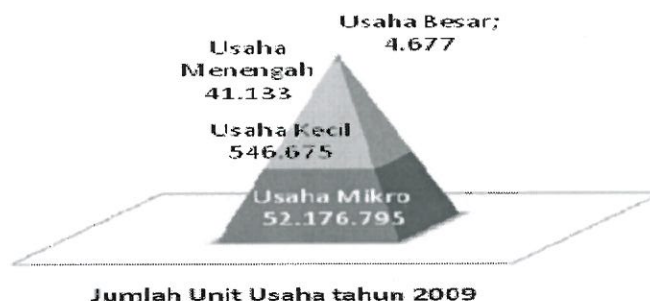 Usaha Besar;
4.677
Usaha
Menengah
41.133
Usaha Kecil
546.675
Usaha Mikro
52.176.795
Jumlah Unit Usaha tahun 2009